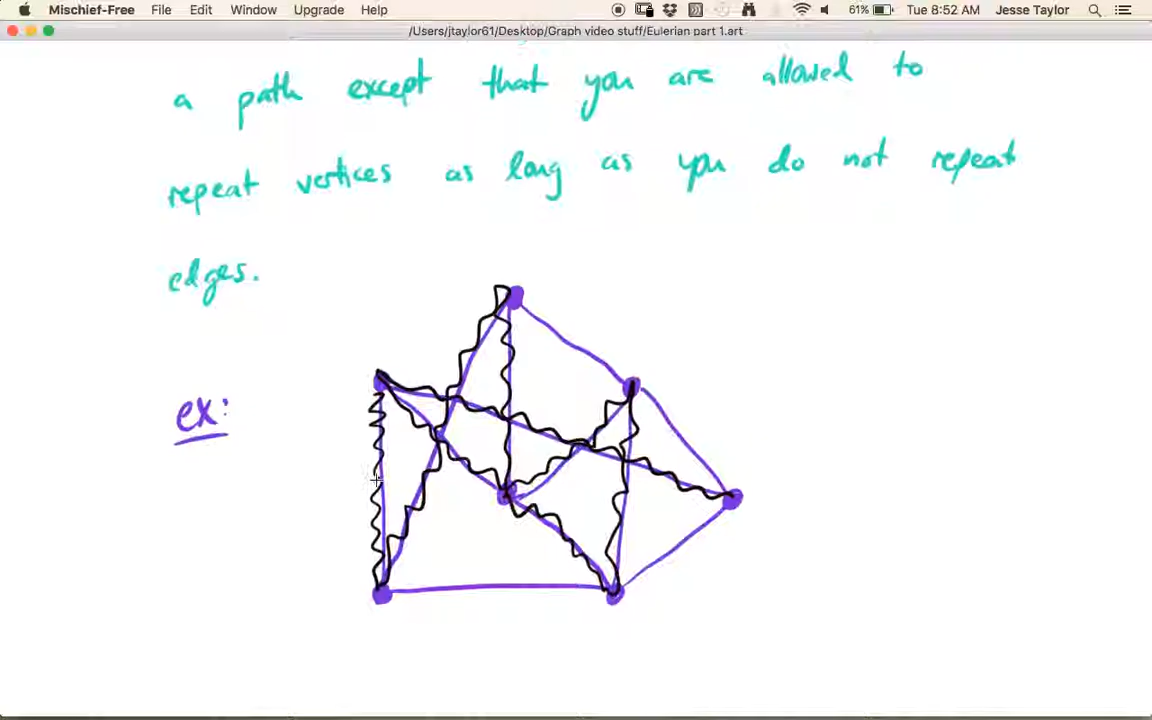 Mischief-Free File Edit Window Upgrade Help 61% Tue 8:52 AM Jesse Taylor
/Users/jtaylor61/Desktop/Graph video stuff/Eulerian part 1.art
a path except that you are allowed to
repeat vertices as long as you do not repeat
edges.
ex: